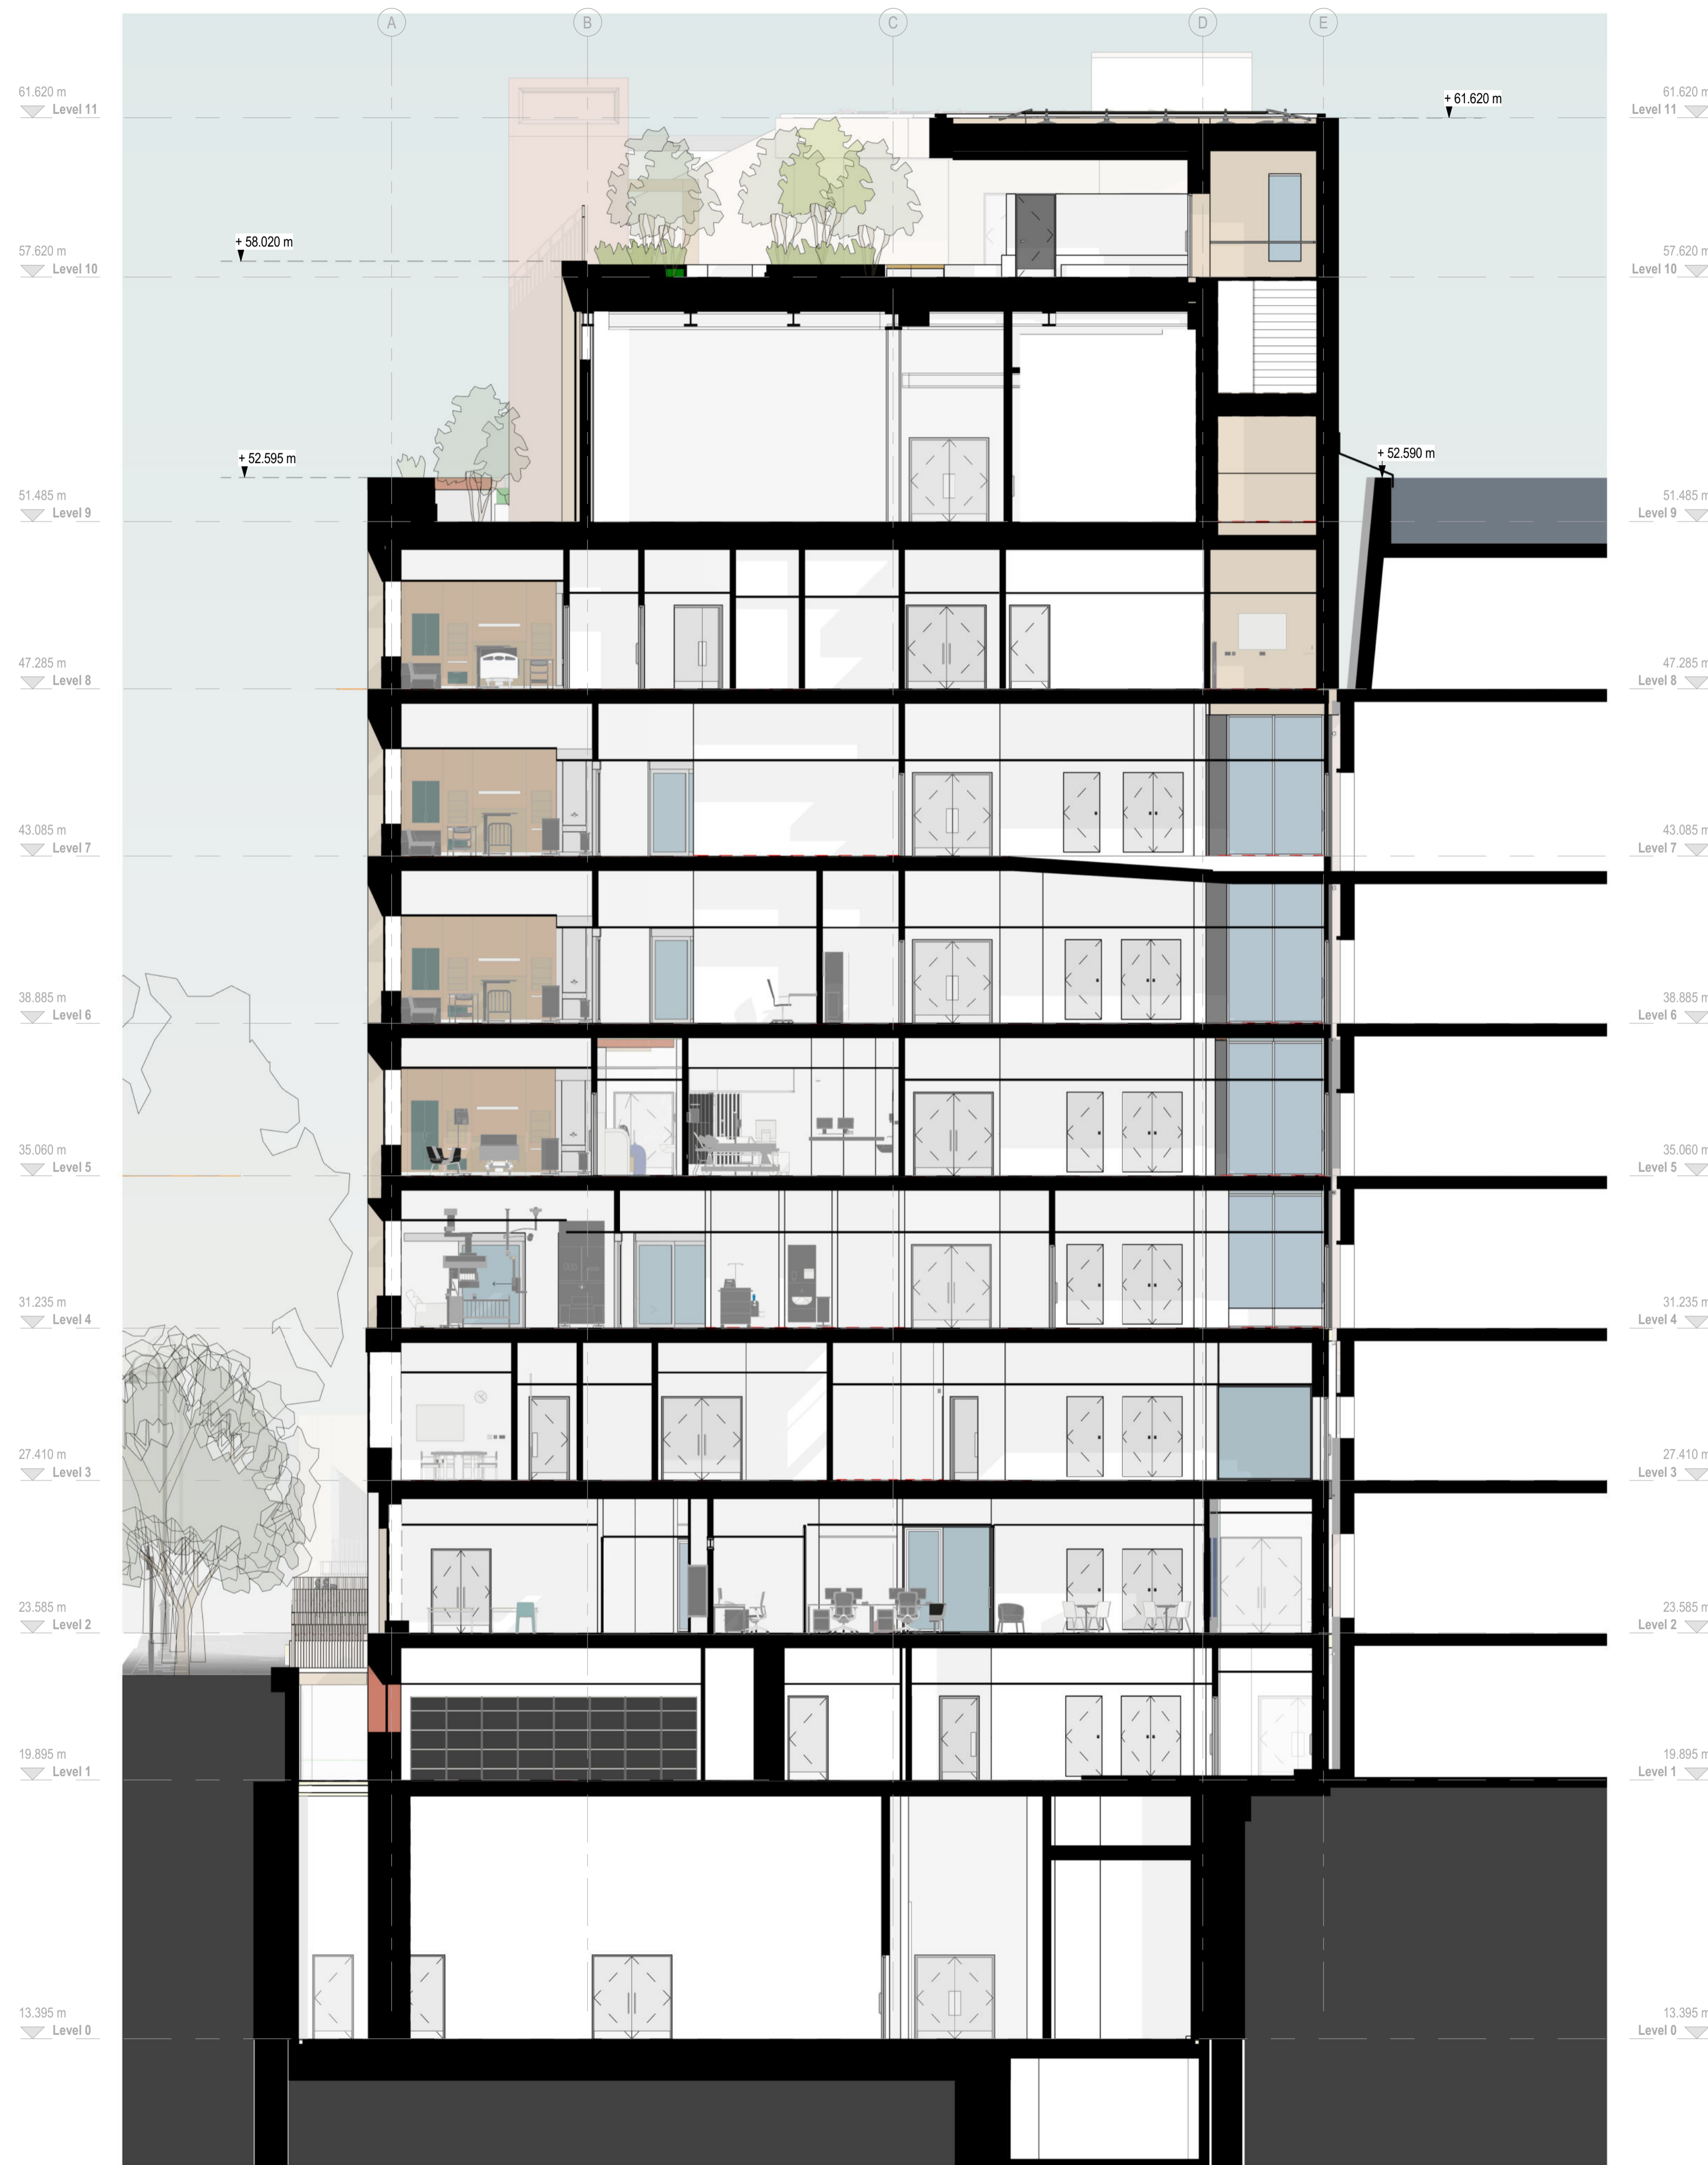 A B C D E
61.620 m
Level 11
+ 61.620 m
61.620 m
Level 11
+ 58.020 m
57.620 m
Level 10
57.620 m
Level 10
+ 52.595 m
+ 52.590 m
51.485 m
Level 9
51.485 m
Level 9
47.285 m
Level 8
47.285 m
Level 8
43.085 m
Level 7
43.085 m
Level 7
38.885 m
Level 6
38.885 m
Level 6
35.060 m
Level 5
35.060 m
Level 5
31.235 m
Level 4
31.235 m
Level 4
27.410 m
Level 3
27.410 m
Level 3
23.585 m
Level 2
23.585 m
Level 2
19.895 m
Level 1
19.895 m
Level 1
13.395 m
Level 0
13.395 m
Level 0